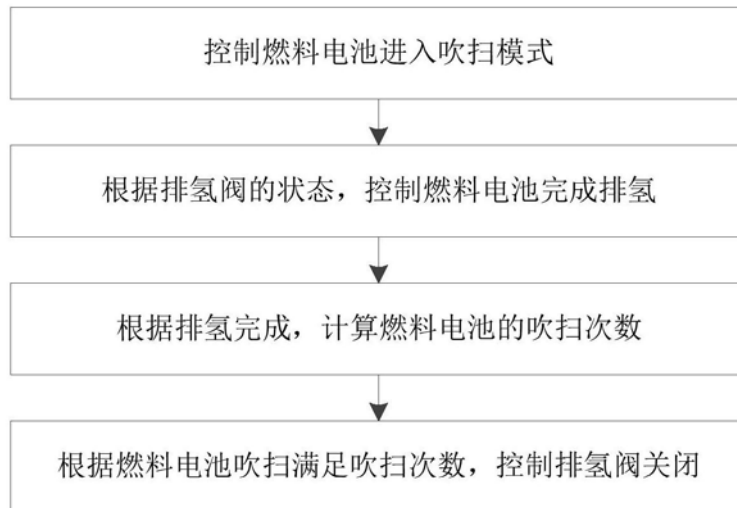 控制燃料电池进入吹扫模式
根据排氢阀的状态，控制燃料电池完成排氢
根据排氢完成，计算燃料电池的吹扫次数
根据燃料电池吹扫满足吹扫次数，控制排氢阀关闭